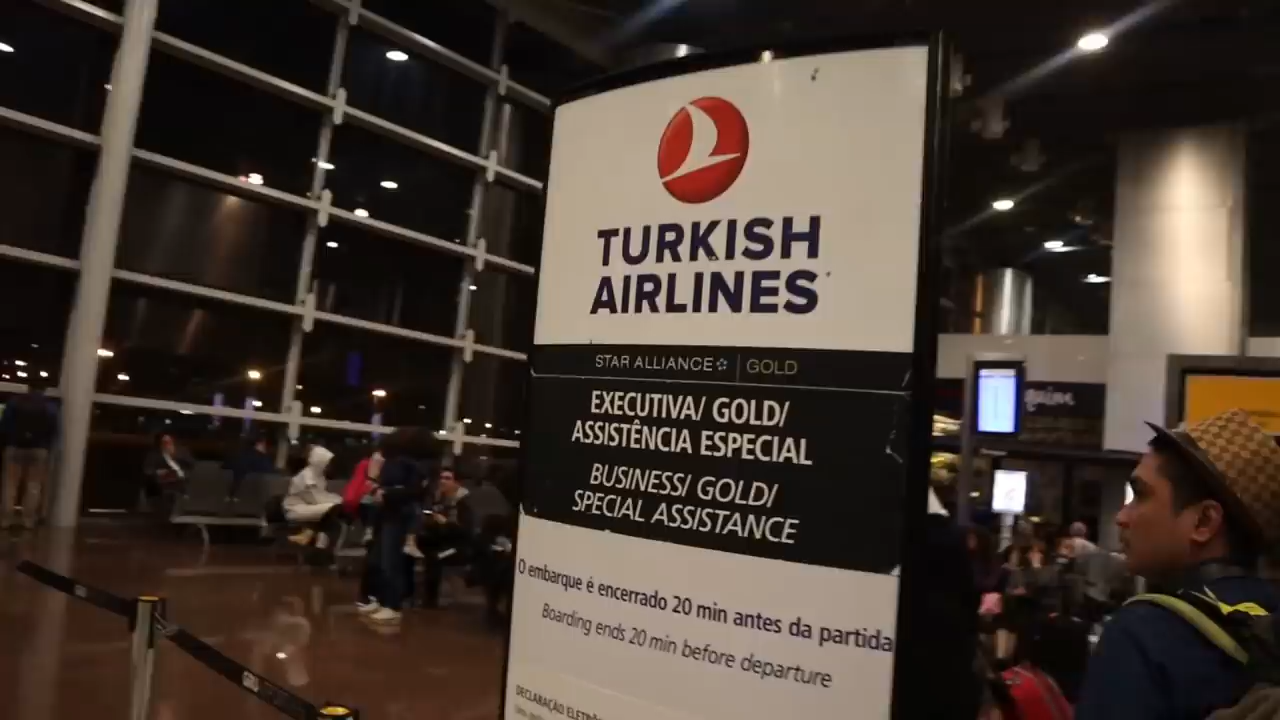 TURKISH
AIRLINES
STAR ALLIANCE GOLD
EXECUTIVA/ GOLD/
ASSISTÊNCIA ESPECIAL
BUSINESS/ GOLD/
SPECIAL ASSISTANCE
O embarque é encerrado 20 min antes da partida
Boarding ends 20 min before departure